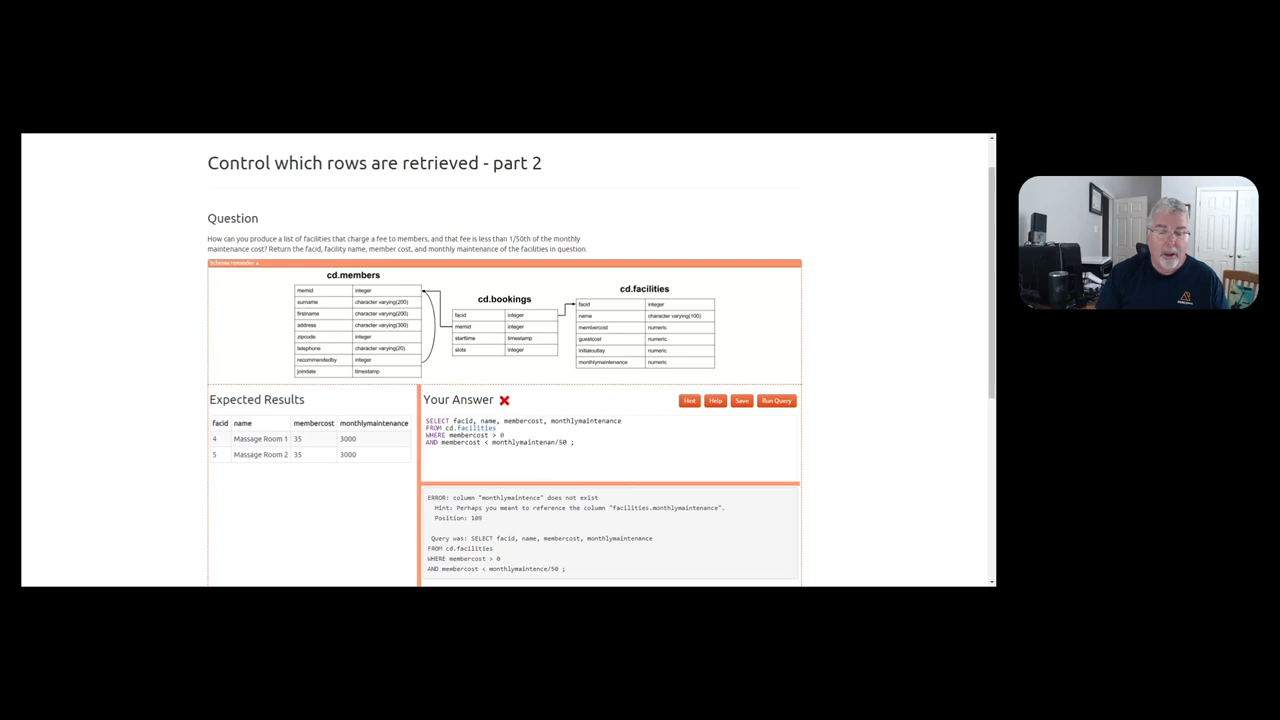 Control which rows are retrieved - part 2
Question
How can you produce a list of facilities that charge a fee to members, and that fee is less than 1/50th of the monthly
maintenance cost? Return the facid, facility name, member cost, and monthly maintenance of the facilities in question.
Schema reminder ▲
cd.members
memid integer
surname character varying(200)
firstname character varying(200)
address character varying(300)
zipcode integer
telephone character varying(20)
recommendedby integer
joindate timestamp
cd.bookings
facid integer
memid integer
starttime timestamp
slots integer
cd.facilities
facid integer
name character varying(100)
membercost numeric
guestcost numeric
initialoutlay numeric
monthlymaintenance numeric
Expected Results
facid name membercost monthlymaintenance
4 Massage Room 1 35 3000
5 Massage Room 2 35 3000
Your Answer
Hint Help Save Run Query
SELECT facid, name, membercost, monthlymaintenance
FROM cd.facilities
WHERE membercost > 0
AND membercost < monthlymaintenan/50 ;
ERROR: column "monthlymaintence" does not exist
Hint: Perhaps you meant to reference the column "facilities.monthlymaintenance".
Position: 109
Query was: SELECT facid, name, membercost, monthlymaintenance
FROM cd.facilities
WHERE membercost > 0
AND membercost < monthlymaintence/50 ;